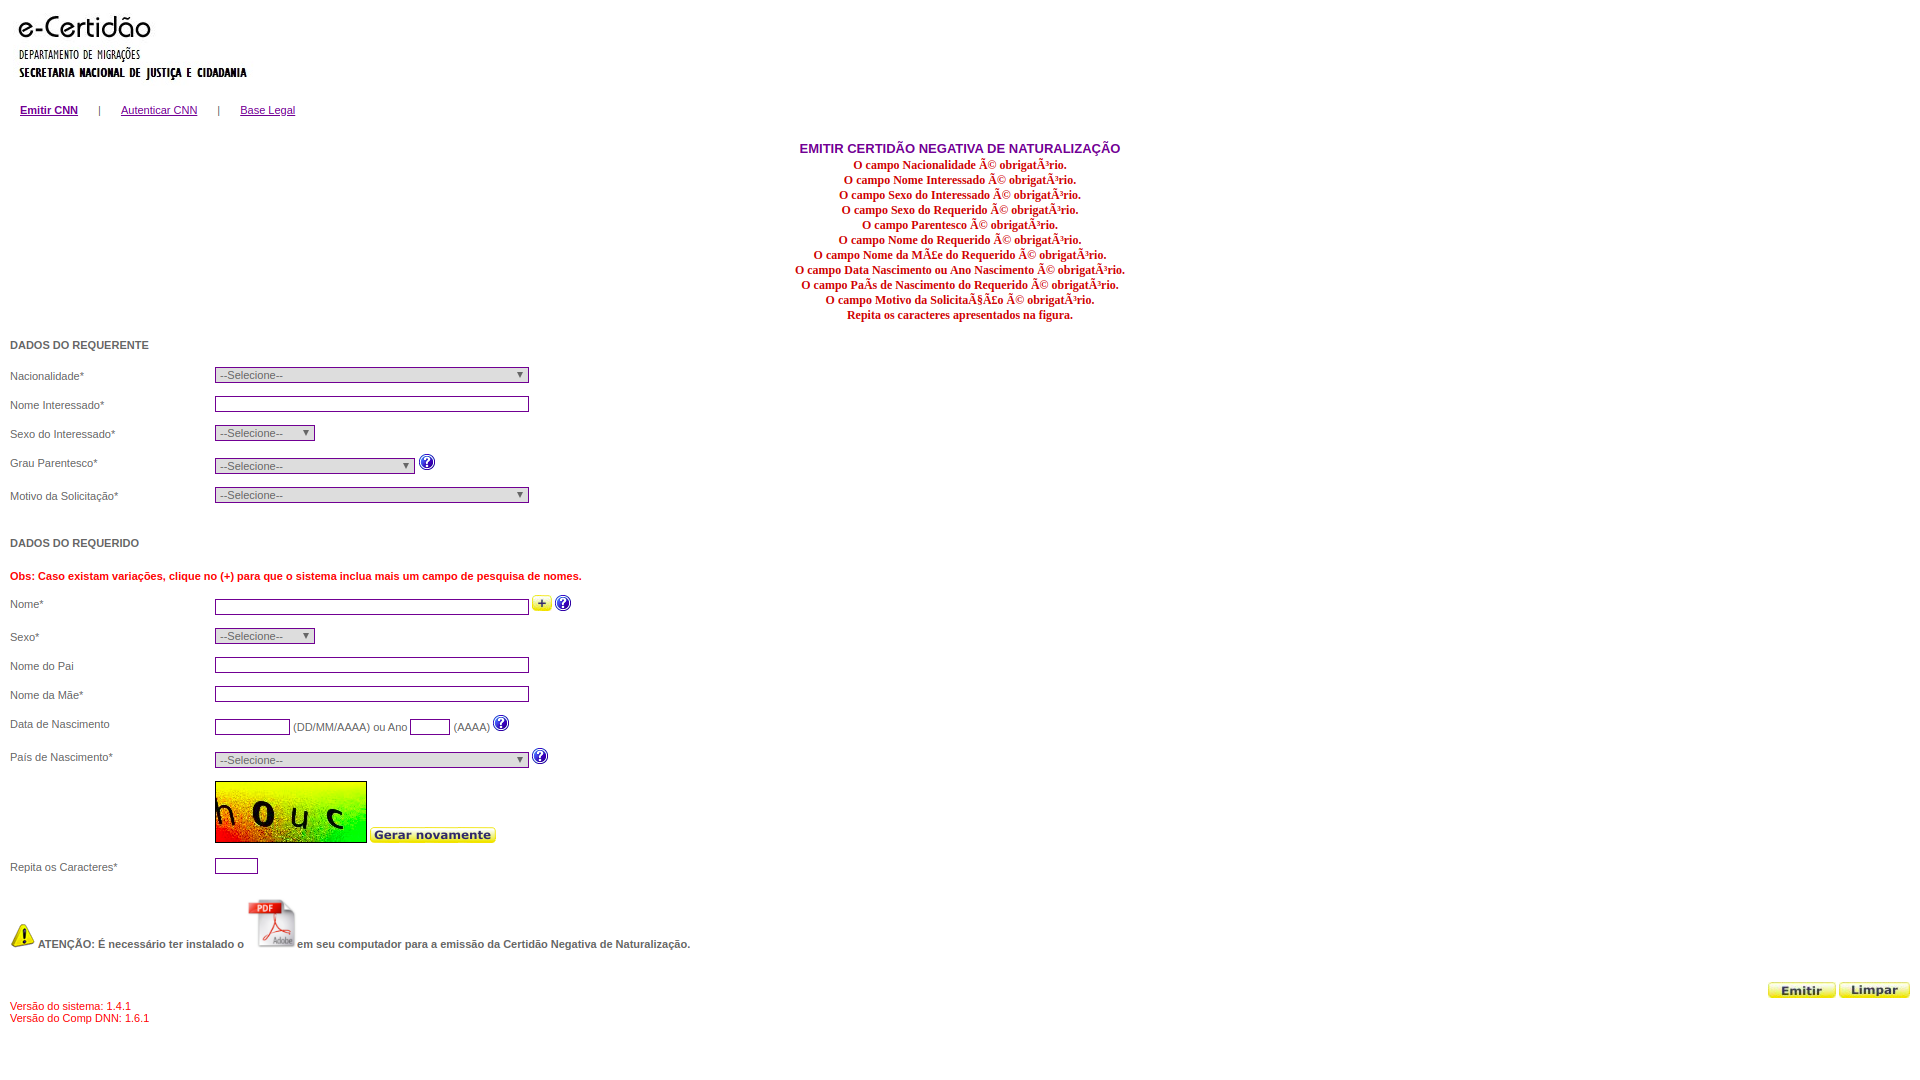 e-Certidão
DEPARTAMENTO DE MIGRAÇÕES
SECRETARIA NACIONAL DE JUSTIÇA E CIDADANIA
Emitir CNN | Autenticar CNN | Base Legal
EMITIR CERTIDÃO NEGATIVA DE NATURALIZAÇÃO
O campo Nacionalidade Ã© obrigatÃ³rio.
O campo Nome Interessado Ã© obrigatÃ³rio.
O campo Sexo do Interessado Ã© obrigatÃ³rio.
O campo Sexo do Requerido Ã© obrigatÃ³rio.
O campo Parentesco Ã© obrigatÃ³rio.
O campo Nome do Requerido Ã© obrigatÃ³rio.
O campo Nome da MÃ£e do Requerido Ã© obrigatÃ³rio.
O campo Data Nascimento ou Ano Nascimento Ã© obrigatÃ³rio.
O campo PaÃ­s de Nascimento do Requerido Ã© obrigatÃ³rio.
O campo Motivo da SolicitaÃ§Ã£o Ã© obrigatÃ³rio.
Repita os caracteres apresentados na figura.
DADOS DO REQUERENTE
Nacionalidade* --Selecione--
Nome Interessado*
Sexo do Interessado* --Selecione--
Grau Parentesco* --Selecione-- ?
Motivo da Solicitação* --Selecione--
DADOS DO REQUERIDO
Obs: Caso existam variações, clique no (+) para que o sistema inclua mais um campo de pesquisa de nomes.
Nome* + ?
Sexo* --Selecione--
Nome do Pai
Nome da Mãe*
Data de Nascimento (DD/MM/AAAA) ou Ano (AAAA) ?
País de Nascimento* --Selecione-- ?
houc Gerar novamente
Repita os Caracteres*
PDF
Adobe
ATENÇÃO: É necessário ter instalado o em seu computador para a emissão da Certidão Negativa de Naturalização.
Emitir Limpar
Versão do sistema: 1.4.1
Versão do Comp DNN: 1.6.1